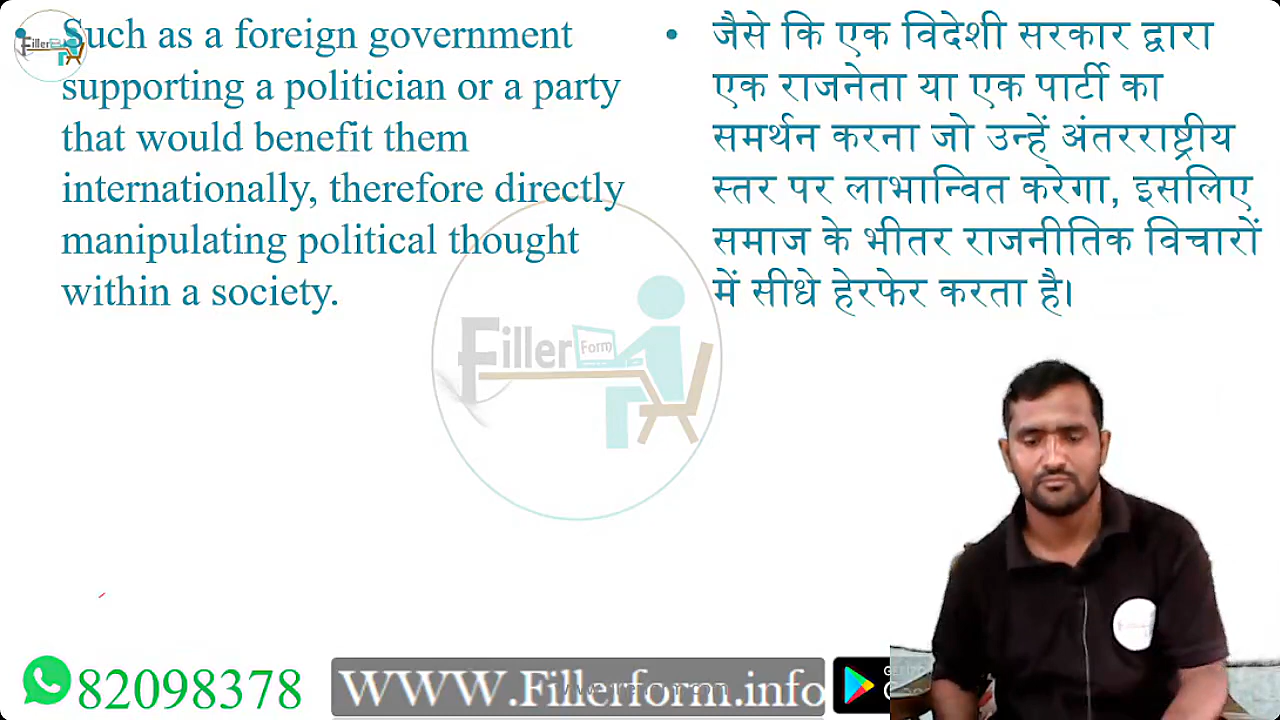 Such as a foreign government
supporting a politician or a party
that would benefit them
internationally, therefore directly
manipulating political thought
within a society.
• जैसे कि एक विदेशी सरकार द्वारा
एक राजनेता या एक पार्टी का
समर्थन करना जो उन्हें अंतरराष्ट्रीय
स्तर पर लाभान्वित करेगा, इसलिए
समाज के भीतर राजनीतिक विचारों
में सीधे हेरफेर करता है।
Filler Form
82098378
WWW.Fillerform.info